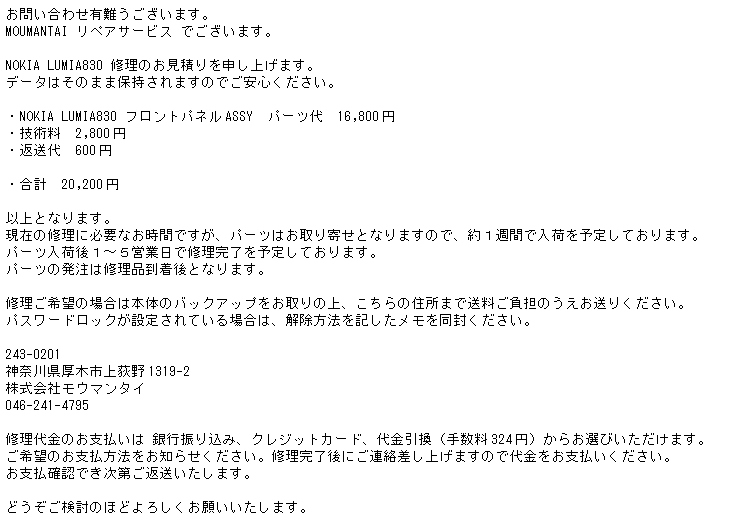 お問い合わせ有難うございます。
MOUMANTAI リペアサービス でございます。
NOKIA LUMIA830 修理のお見積りを申し上げます。
データはそのまま保持されますのでご安心ください。
・NOKIA LUMIA830 フロントパネルASSY　パーツ代　16,800円
・技術料　2,800円
・返送代　600円
・合計　20,200円
以上となります。
現在の修理に必要なお時間ですが、パーツはお取り寄せとなりますので、約１週間で入荷を予定しております。
パーツ入荷後１～５営業日で修理完了を予定しております。
パーツの発注は修理品到着後となります。
修理ご希望の場合は本体のバックアップをお取りの上、こちらの住所まで送料ご負担のうえお送りください。
パスワードロックが設定されている場合は、解除方法を記したメモを同封ください。
243-0201
神奈川県厚木市上荻野1319-2
株式会社モウマンタイ
046-241-4795
修理代金のお支払いは 銀行振り込み、クレジットカード、代金引換（手数料324円）からお選びいただけます。
ご希望のお支払方法をお知らせください。修理完了後にご連絡差し上げますので代金をお支払いください。
お支払確認でき次第ご返送いたします。
どうぞご検討のほどよろしくお願いいたします。